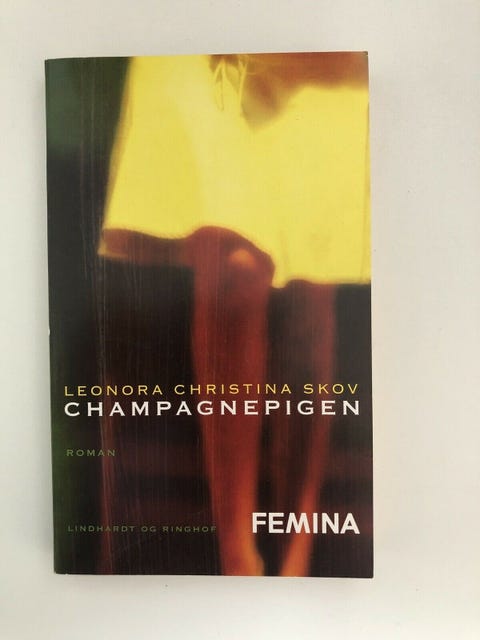 LEONORA CHRISTINA SKOV
CHAMPAGNEPIGEN
ROMAN
LINDHARDT OG RINGHOF
FEMINA